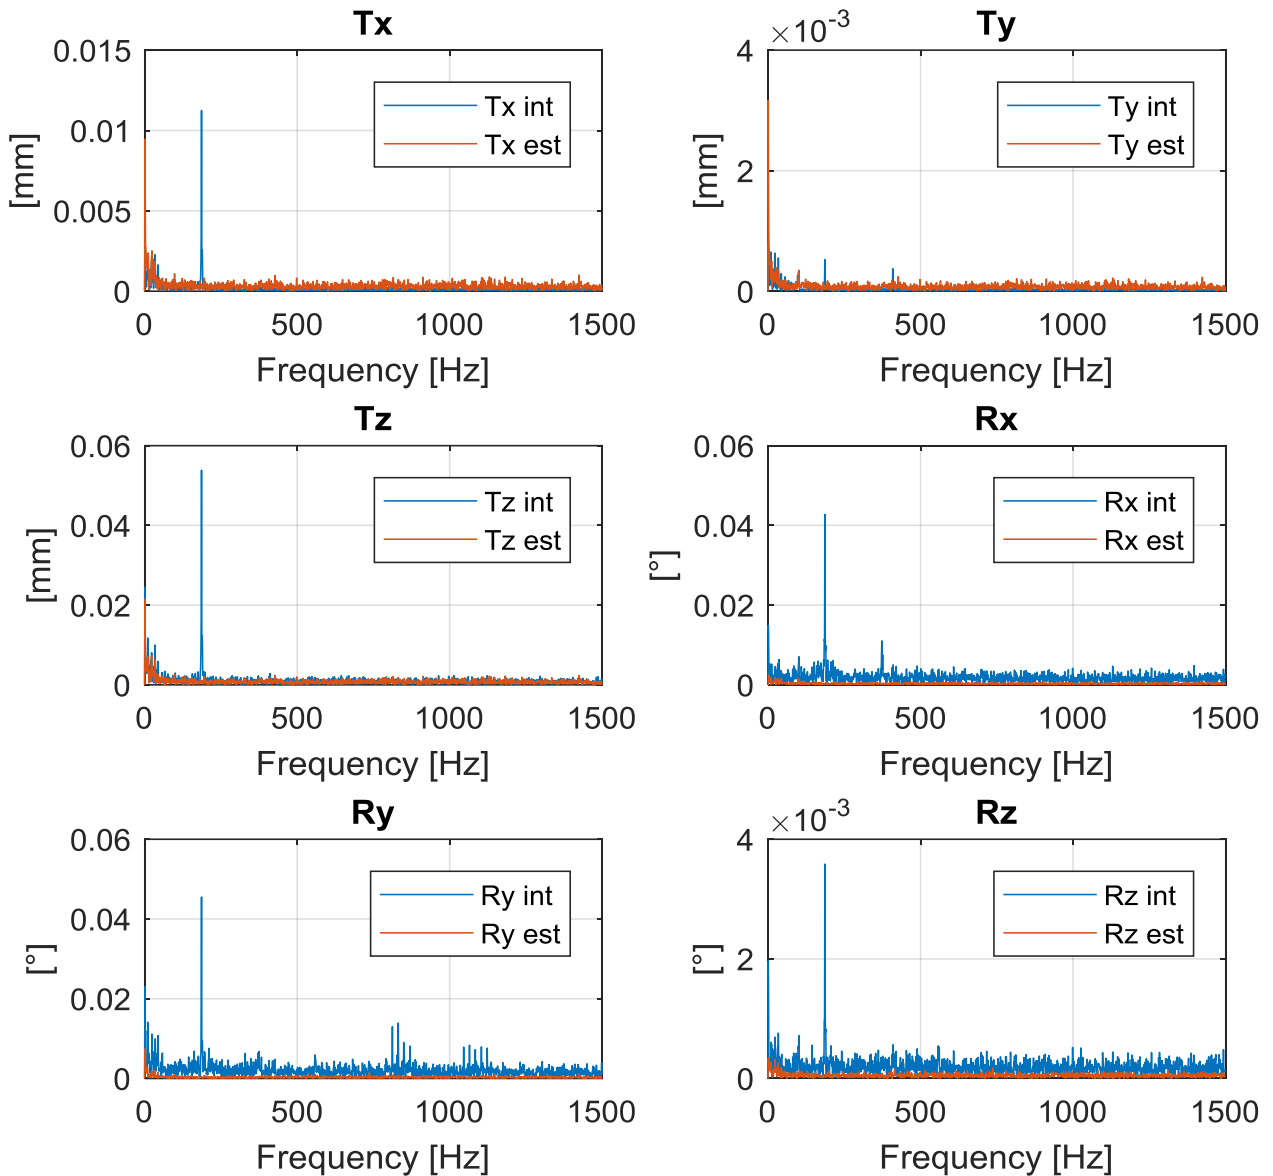 Tx
0.015
0.01
0.005
0
[mm]
Tx int
Tx est
0 500 1000 1500
Frequency [Hz]
Ty
×10-3
4
2
0
[mm]
Ty int
Ty est
0 500 1000 1500
Frequency [Hz]
Tz
0.06
0.04
0.02
0
[mm]
Tz int
Tz est
0 500 1000 1500
Frequency [Hz]
Rx
0.06
0.04
0.02
0
[°]
Rx int
Rx est
0 500 1000 1500
Frequency [Hz]
Ry
0.06
0.04
0.02
0
[°]
Ry int
Ry est
0 500 1000 1500
Frequency [Hz]
Rz
×10-3
4
2
0
[°]
Rz int
Rz est
0 500 1000 1500
Frequency [Hz]